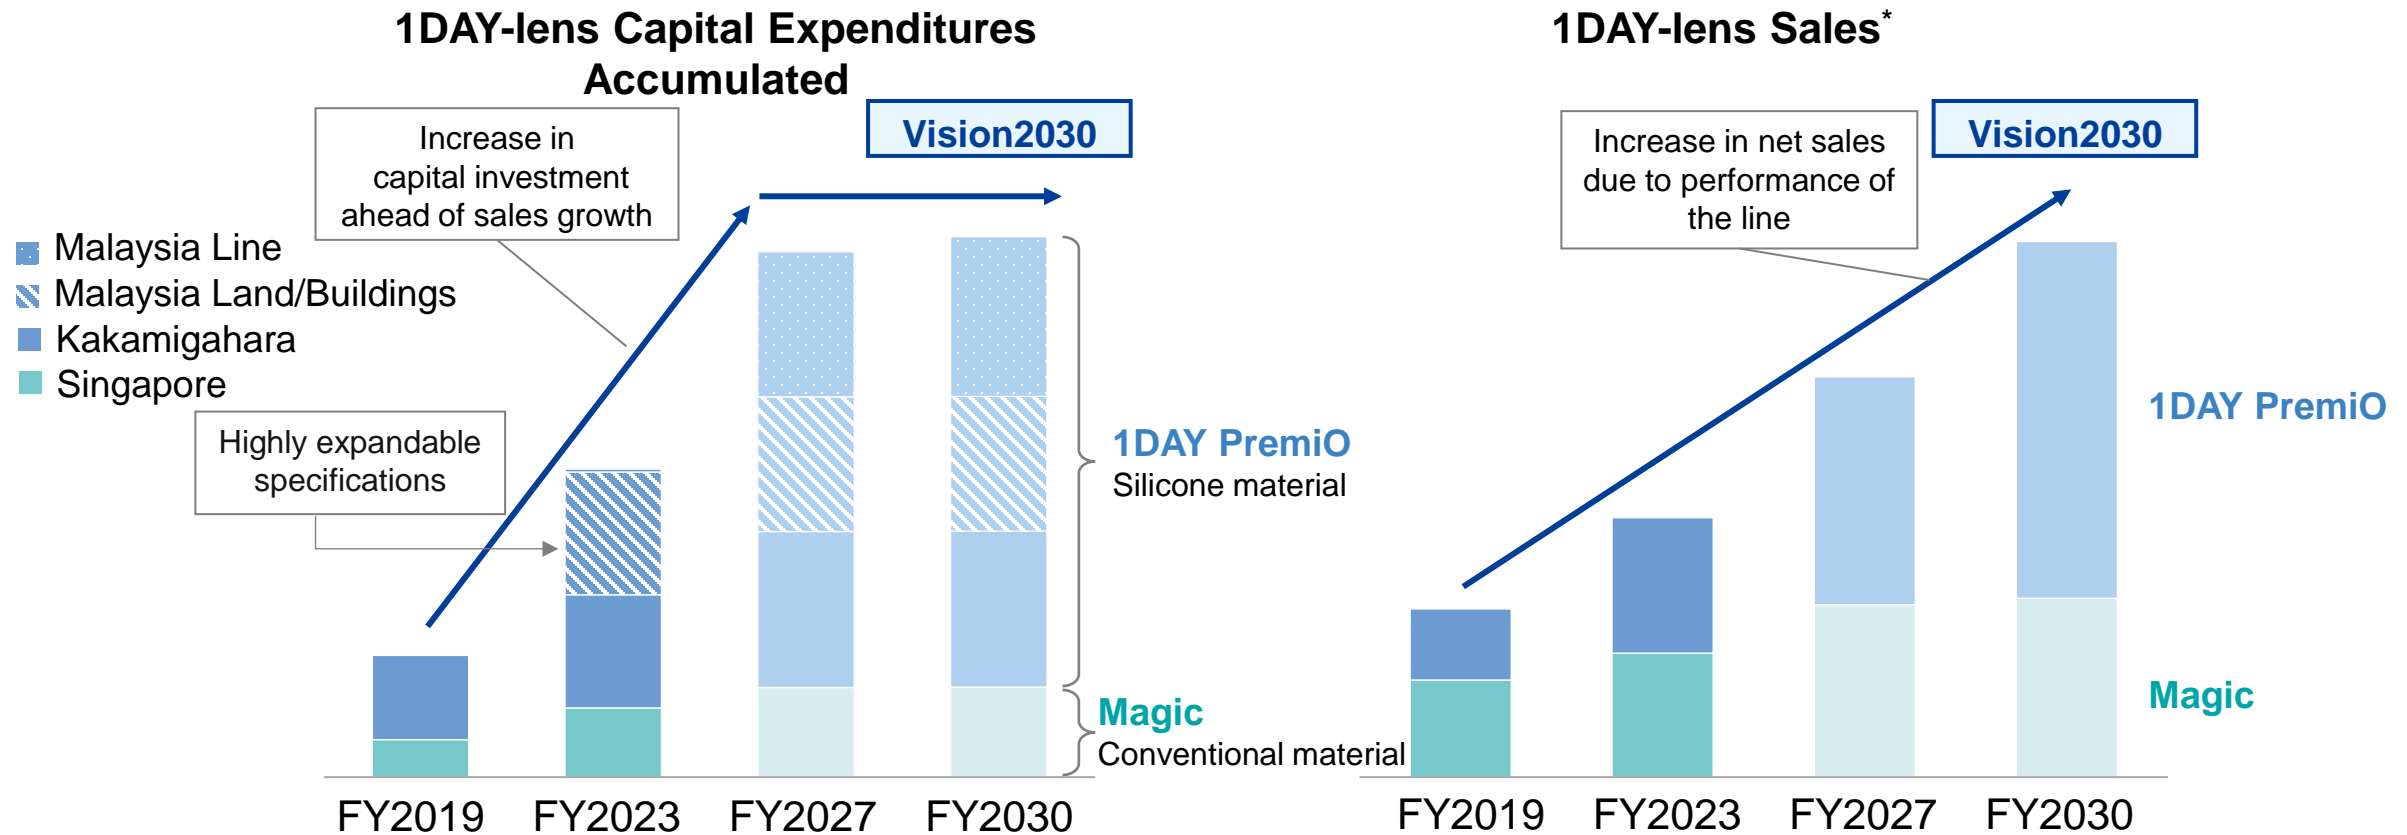 1DAY-lens Capital Expenditures
Accumulated
Vision2030
Increase in
capital investment
ahead of sales growth
Malaysia Line
Malaysia Land/Buildings
Kakamigahara
Singapore
Highly expandable
specifications
1DAY PremiO
Silicone material
Magic
Conventional material
FY2019
FY2023
FY2027
FY2030
1DAY-lens Sales*
Vision2030
Increase in net sales
due to performance of
the line
1DAY PremiO
Magic
FY2019
FY2023
FY2027
FY2030